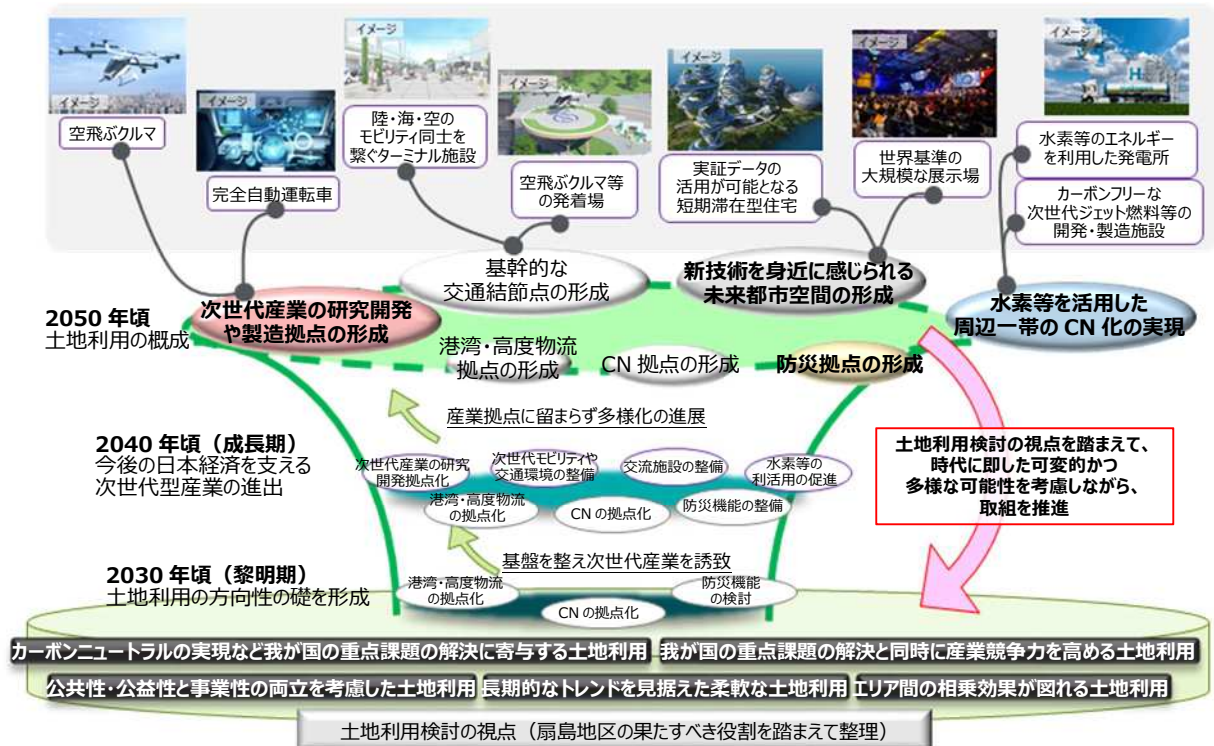 イメージ
イメージ
イメージ
イメージ
イメージ
イメージ
イメージ
空飛ぶクルマ
完全自動運転車
陸・海・空の
モビリティ同士を
繋ぐターミナル施設
空飛ぶクルマ等
の発着場
実証データの
活用が可能となる
短期滞在型住宅
世界基準の
大規模な展示場
水素等のエネルギー
を利用した発電所
カーボンフリーな
次世代ジェット燃料等の
開発・製造施設
2050 年頃
土地利用の概成
次世代産業の研究開発
や製造拠点の形成
基幹的な
交通結節点の形成
新技術を身近に感じられる
未来都市空間の形成
水素等を活用した
周辺一帯の CN 化の実現
港湾・高度物流
拠点の形成
CN 拠点の形成
防災拠点の形成
産業拠点に留まらず多様化の進展
2040 年頃（成長期）
今後の日本経済を支える
次世代型産業の進出
次世代産業の研究
開発拠点化
次世代モビリティや
交通環境の整備
交流施設の整備
水素等の
利活用の促進
港湾・高度物流
の拠点化
CN の拠点化
防災機能の整備
土地利用検討の視点を踏まえて、
時代に即した可変的かつ
多様な可能性を考慮しながら、
取組を推進
基盤を整え次世代産業を誘致
2030 年頃（黎明期）
土地利用の方向性の礎を形成
港湾・高度物流
の拠点化
CN の拠点化
防災機能
の検討
カーボンニュートラルの実現など我が国の重点課題の解決に寄与する土地利用
我が国の重点課題の解決と同時に産業競争力を高める土地利用
公共性・公益性と事業性の両立を考慮した土地利用
長期的なトレンドを見据えた柔軟な土地利用
エリア間の相乗効果が図れる土地利用
土地利用検討の視点（扇島地区の果たすべき役割を踏まえて整理）